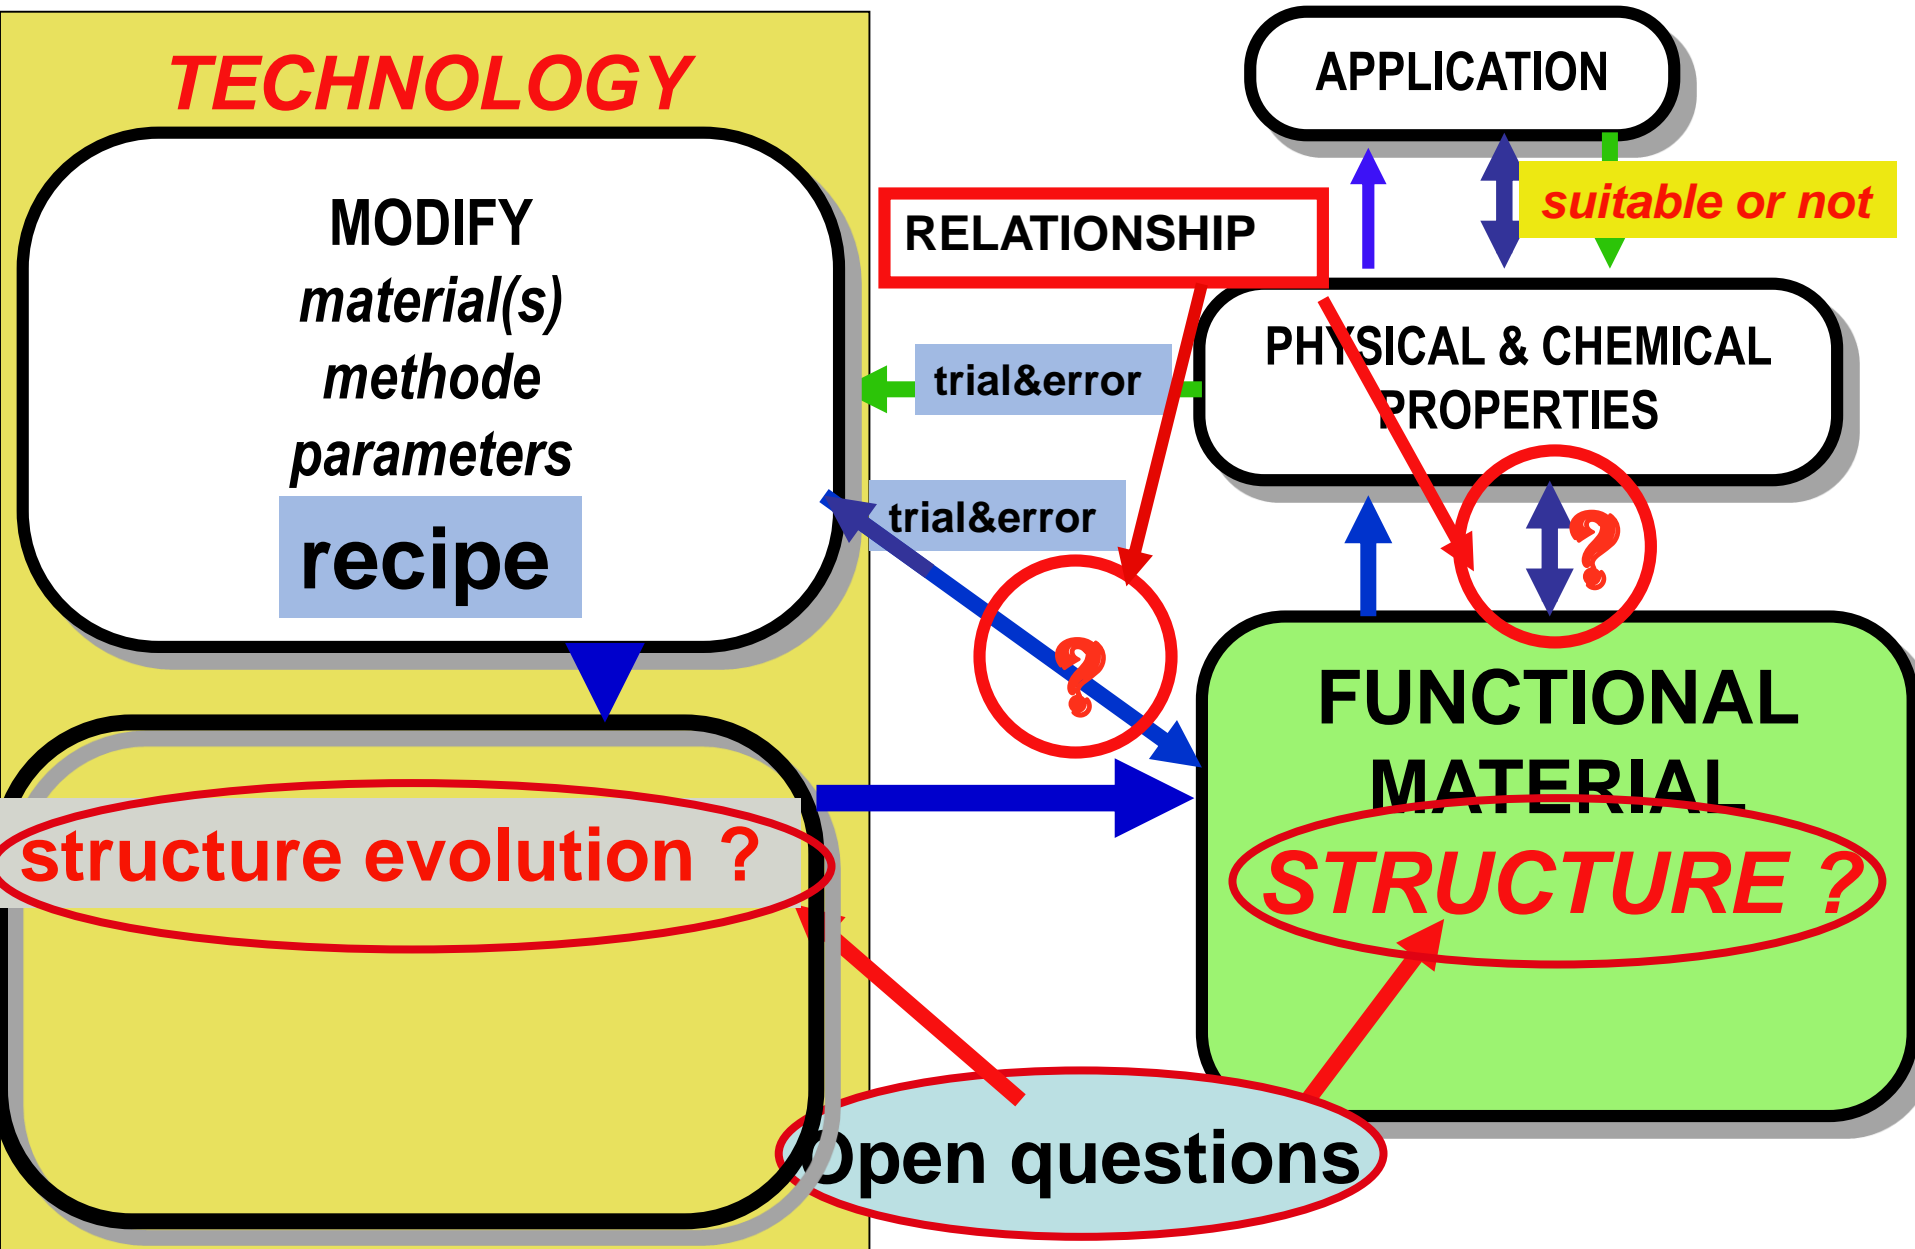 TECHNOLOGY
MODIFY
material(s)
methode
parameters
recipe
structure evolution ?
APPLICATION
suitable or not
RELATIONSHIP
PHYSICAL & CHEMICAL
PROPERTIES
trial&error
trial&error
?
?
FUNCTIONAL
MATERIAL
STRUCTURE ?
Open questions